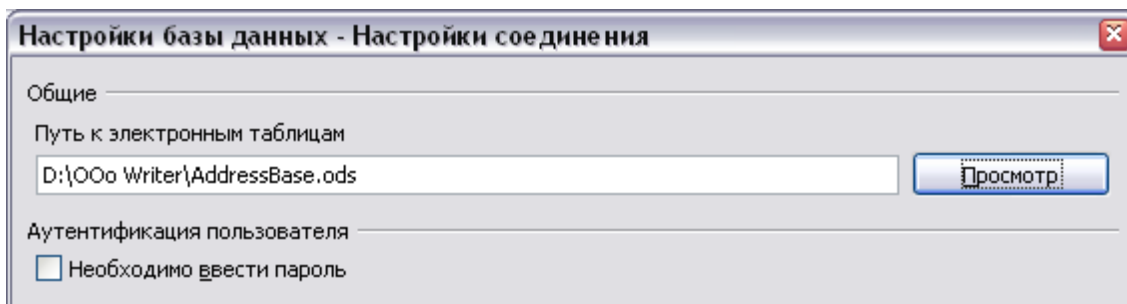 Настройки базы данных - Настройки соединения
Общие
Путь к электронным таблицам
D:\OOo Writer\AddressBase.ods
Просмотр
Аутентификация пользователя
Необходимо ввести пароль